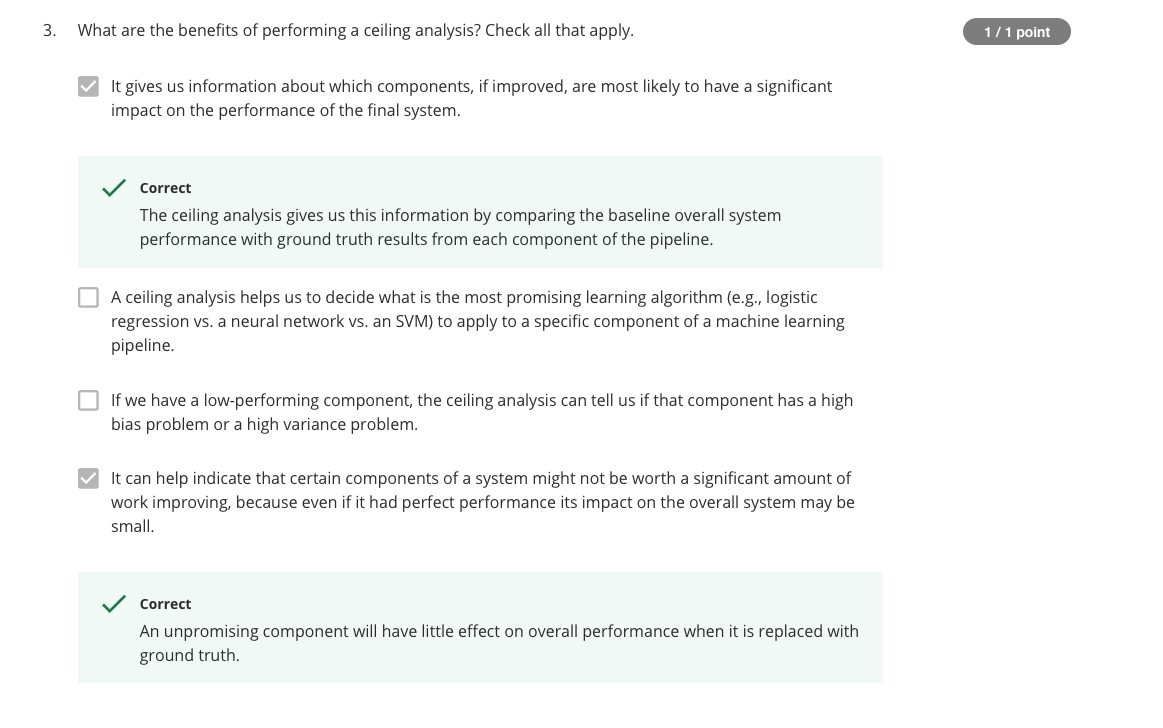 3. What are the benefits of performing a ceiling analysis? Check all that apply.
1 / 1 point
It gives us information about which components, if improved, are most likely to have a significant
impact on the performance of the final system.
Correct
The ceiling analysis gives us this information by comparing the baseline overall system
performance with ground truth results from each component of the pipeline.
A ceiling analysis helps us to decide what is the most promising learning algorithm (e.g., logistic
regression vs. a neural network vs. an SVM) to apply to a specific component of a machine learning
pipeline.
If we have a low-performing component, the ceiling analysis can tell us if that component has a high
bias problem or a high variance problem.
It can help indicate that certain components of a system might not be worth a significant amount of
work improving, because even if it had perfect performance its impact on the overall system may be
small.
Correct
An unpromising component will have little effect on overall performance when it is replaced with
ground truth.